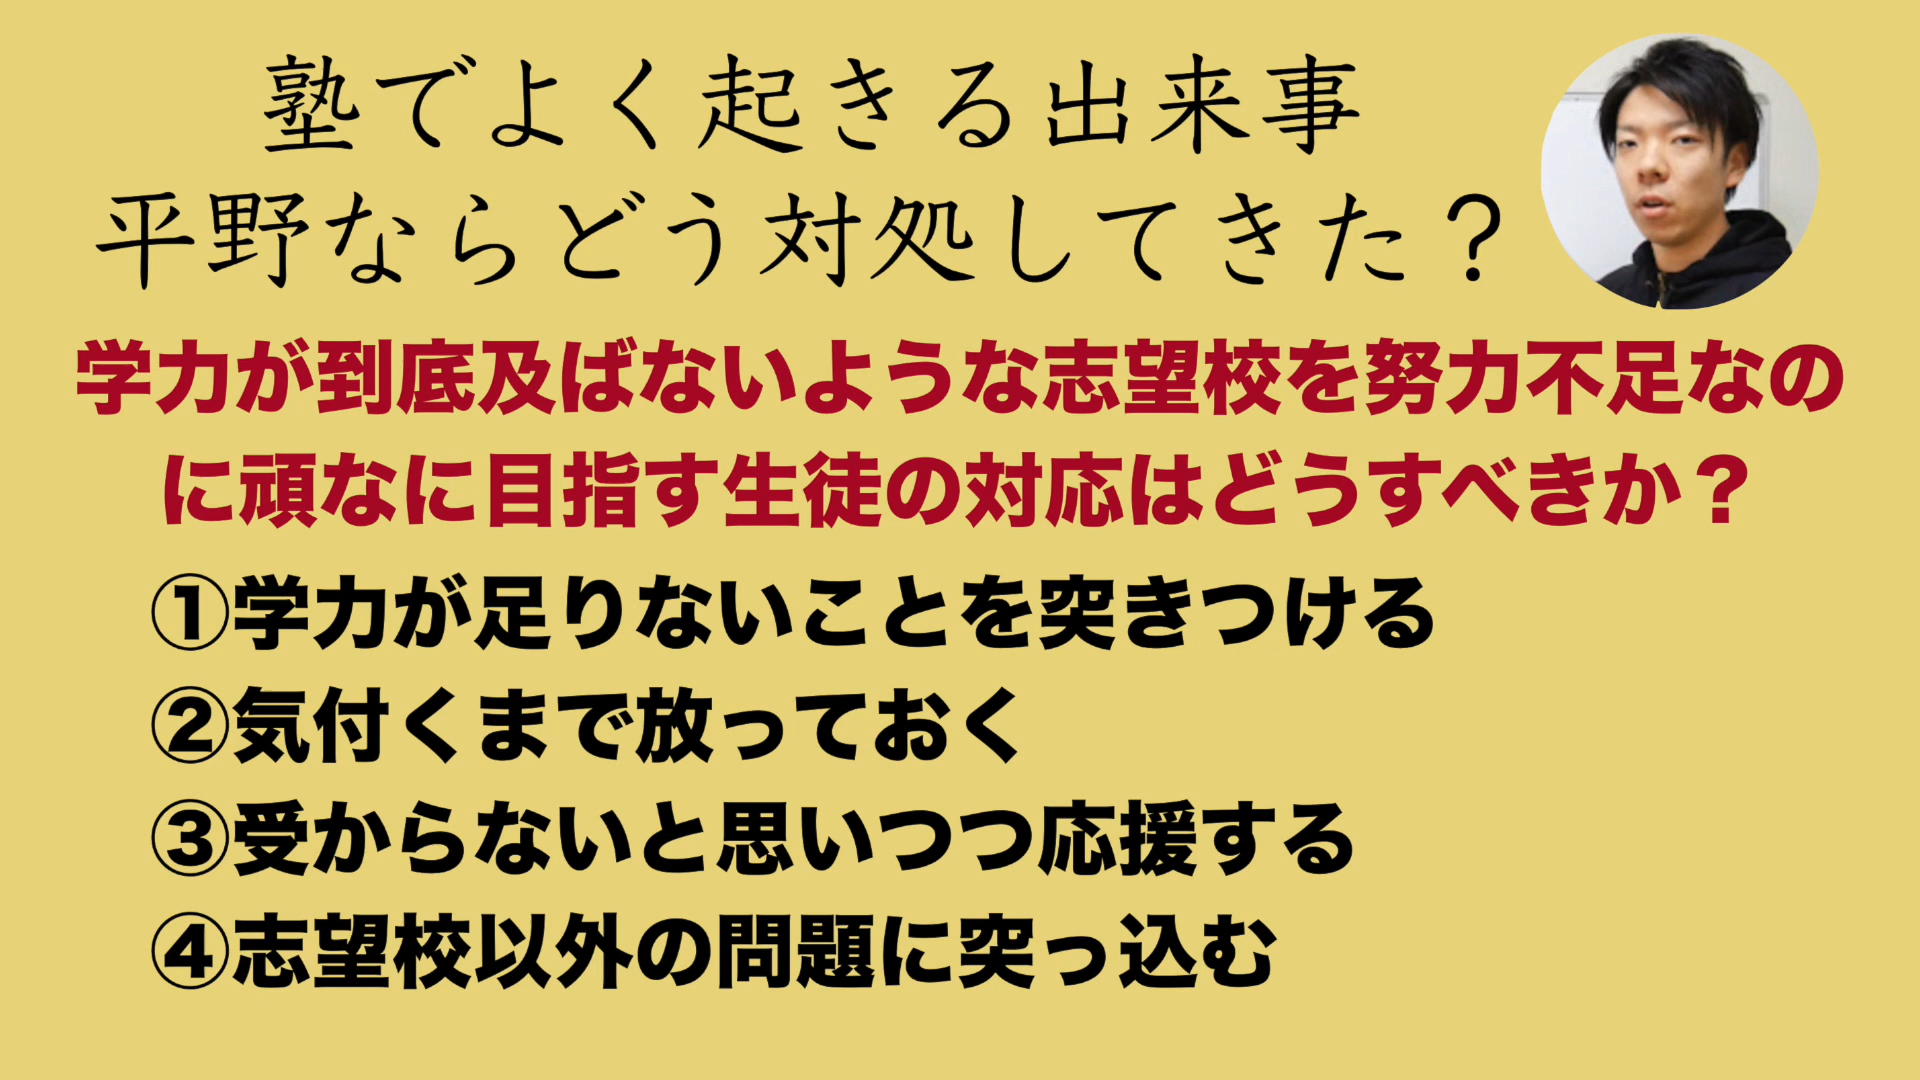 塾でよく起きる出来事
平野ならどう対処してきた？
学力が到底及ばないような志望校を努力不足なの
に頑なに目指す生徒の対応はどうすべきか？
①学力が足りないことを突きつける
②気付くまで放っておく
③受からないと思いつつ応援する
④志望校以外の問題に突っ込む